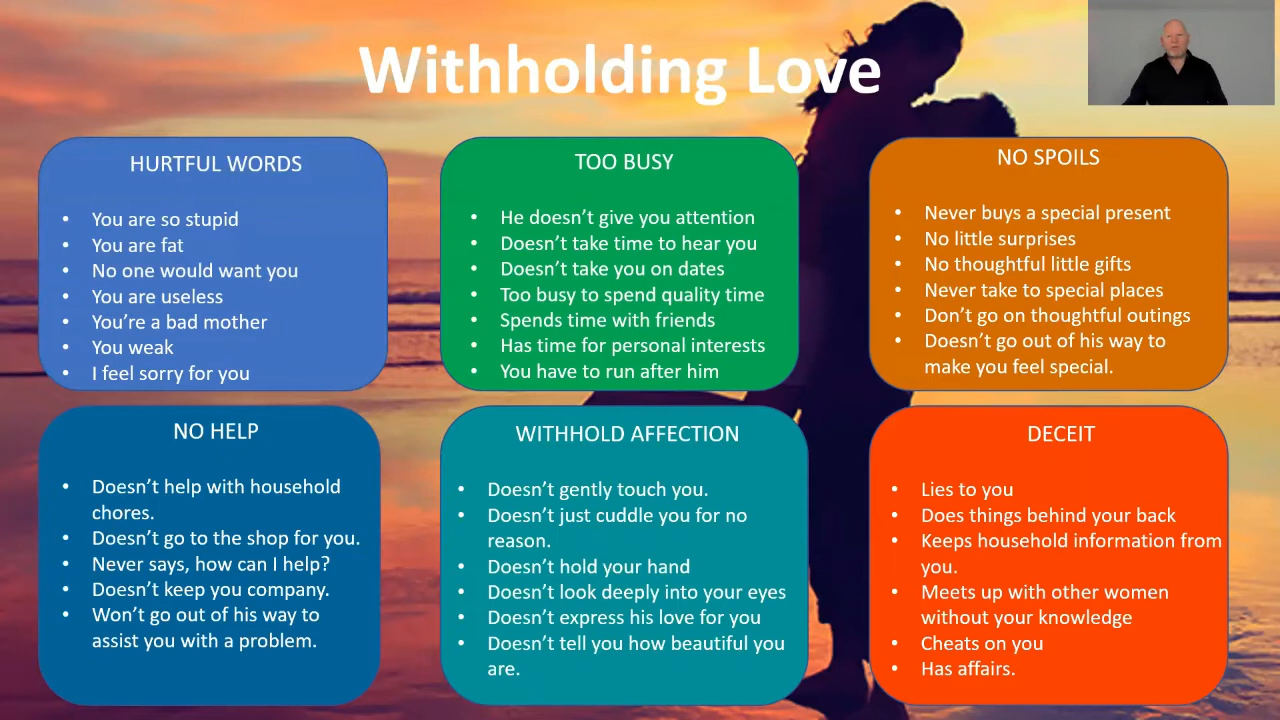 Withholding Love
HURTFUL WORDS
• You are so stupid
• You are fat
• No one would want you
• You are useless
• You're a bad mother
• You weak
• I feel sorry for you
TOO BUSY
• He doesn't give you attention
• Doesn't take time to hear you
• Doesn't take you on dates
• Too busy to spend quality time
• Spends time with friends
• Has time for personal interests
• You have to run after him
NO SPOILS
• Never buys a special present
• No little surprises
• No thoughtful little gifts
• Never take to special places
• Don't go on thoughtful outings
• Doesn't go out of his way to
make you feel special.
NO HELP
• Doesn't help with household
chores.
• Doesn't go to the shop for you.
• Never says, how can I help?
• Doesn't keep you company.
• Won't go out of his way to
assist you with a problem.
WITHHOLD AFFECTION
• Doesn't gently touch you.
• Doesn't just cuddle you for no
reason.
• Doesn't hold your hand
• Doesn't look deeply into your eyes
• Doesn't express his love for you
• Doesn't tell you how beautiful you
are.
DECEIT
• Lies to you
• Does things behind your back
• Keeps household information from
you.
• Meets up with other women
without your knowledge
• Cheats on you
• Has affairs.